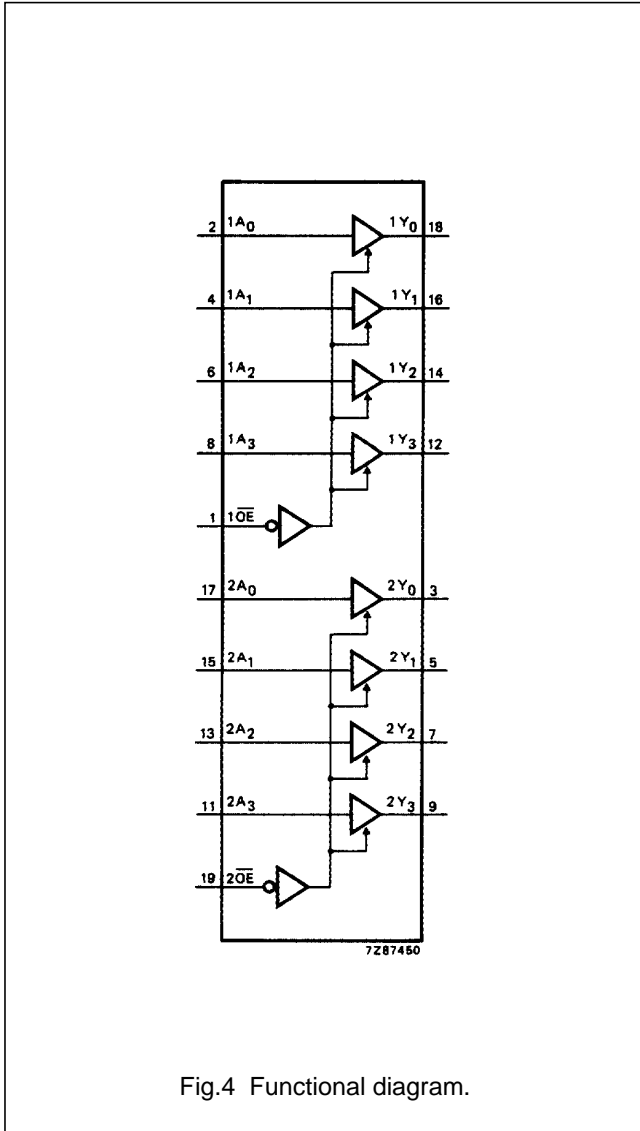 2 1A0 1Y0 18
4 1A1 1Y1 16
6 1A2 1Y2 14
8 1A3 1Y3 12
1 1O̅E̅
17 2A0 2Y0 3
15 2A1 2Y1 5
13 2A2 2Y2 7
11 2A3 2Y3 9
19 2O̅E̅
7Z87450
Fig.4 Functional diagram.